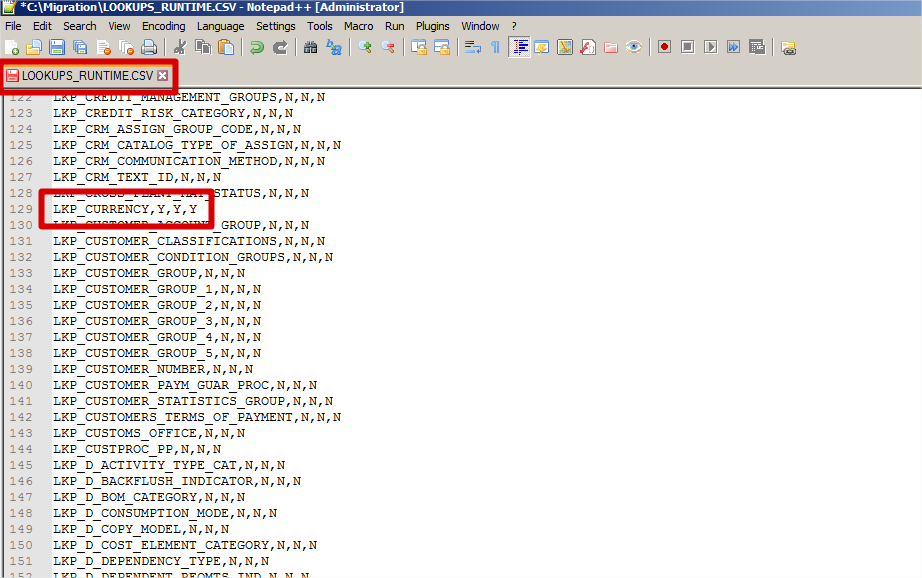 *C:\Migration\LOOKUPS_RUNTIME.CSV - Notepad++ [Administrator]
File Edit Search View Encoding Language Settings Tools Macro Run Plugins Window ?
LOOKUPS_RUNTIME.CSV
122 LKP_CREDIT_MANAGEMENT_GROUPS,N,N,N
123 LKP_CREDIT_RISK_CATEGORY,N,N,N
124 LKP_CRM_ASSIGN_GROUP_CODE,N,N,N
125 LKP_CRM_CATALOG_TYPE_OF_ASSIGN,N,N,N
126 LKP_CRM_COMMUNICATION_METHOD,N,N,N
127 LKP_CRM_TEXT_ID,N,N,N
128 LKP_CROSS_PLANT_MAT_STATUS,N,N,N
129 LKP_CURRENCY,Y,Y,Y
130 LKP_CUSTOMER_ACCOUNT_GROUP,N,N,N
131 LKP_CUSTOMER_CLASSIFICATIONS,N,N,N
132 LKP_CUSTOMER_CONDITION_GROUPS,N,N,N
133 LKP_CUSTOMER_GROUP,N,N,N
134 LKP_CUSTOMER_GROUP_1,N,N,N
135 LKP_CUSTOMER_GROUP_2,N,N,N
136 LKP_CUSTOMER_GROUP_3,N,N,N
137 LKP_CUSTOMER_GROUP_4,N,N,N
138 LKP_CUSTOMER_GROUP_5,N,N,N
139 LKP_CUSTOMER_NUMBER,N,N,N
140 LKP_CUSTOMER_PAYM_GUAR_PROC,N,N,N
141 LKP_CUSTOMER_STATISTICS_GROUP,N,N,N
142 LKP_CUSTOMERS_TERMS_OF_PAYMENT,N,N,N
143 LKP_CUSTOMS_OFFICE,N,N,N
144 LKP_CUSTPROC_PP,N,N,N
145 LKP_D_ACTIVITY_TYPE_CAT,N,N,N
146 LKP_D_BACKFLUSH_INDICATOR,N,N,N
147 LKP_D_BOM_CATEGORY,N,N,N
148 LKP_D_CONSUMPTION_MODE,N,N,N
149 LKP_D_COPY_MODEL,N,N,N
150 LKP_D_COST_ELEMENT_CATEGORY,N,N,N
151 LKP_D_DEPENDENCY_TYPE,N,N,N
152 LKP_D_DEPENDENT_REQMTS_IND,N,N,N